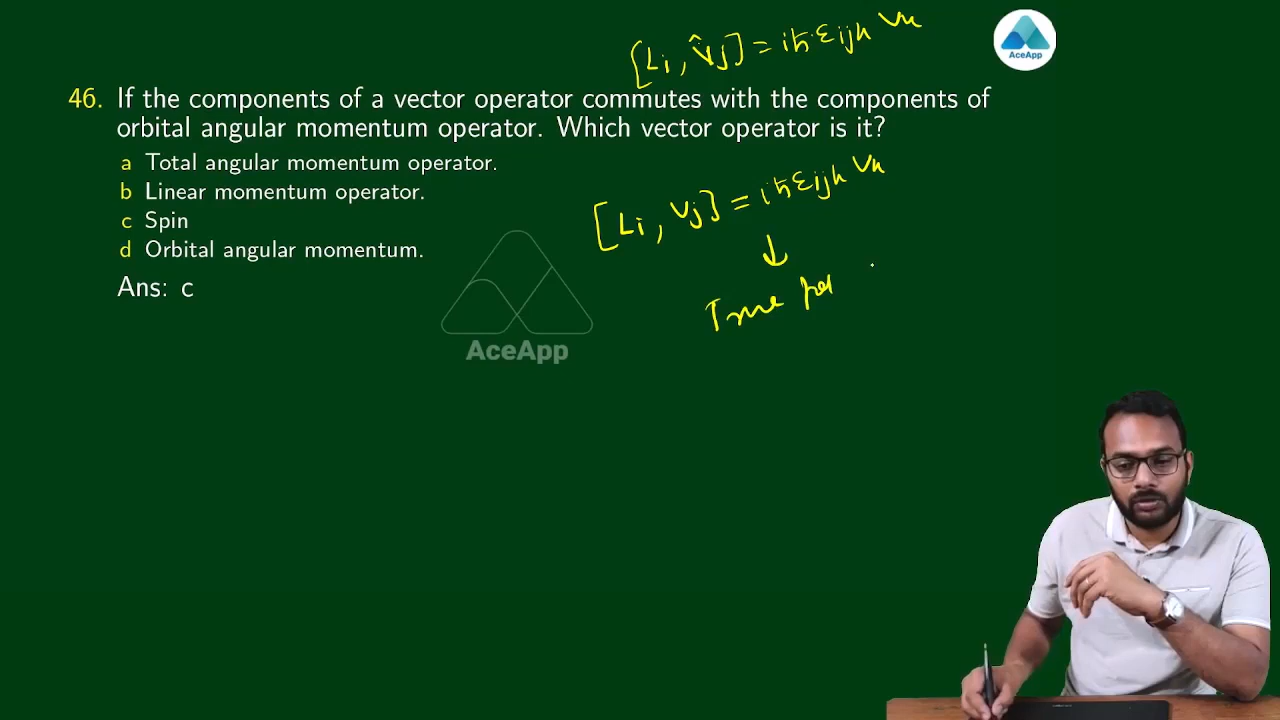 [Li, V̂j] = iħ εijk Vk
AceApp
46. If the components of a vector operator commutes with the components of
orbital angular momentum operator. Which vector operator is it?
a Total angular momentum operator.
b Linear momentum operator.
c Spin
d Orbital angular momentum.
Ans: c
[Li, Vj] = iħ εijk Vk
↓
True for
AceApp